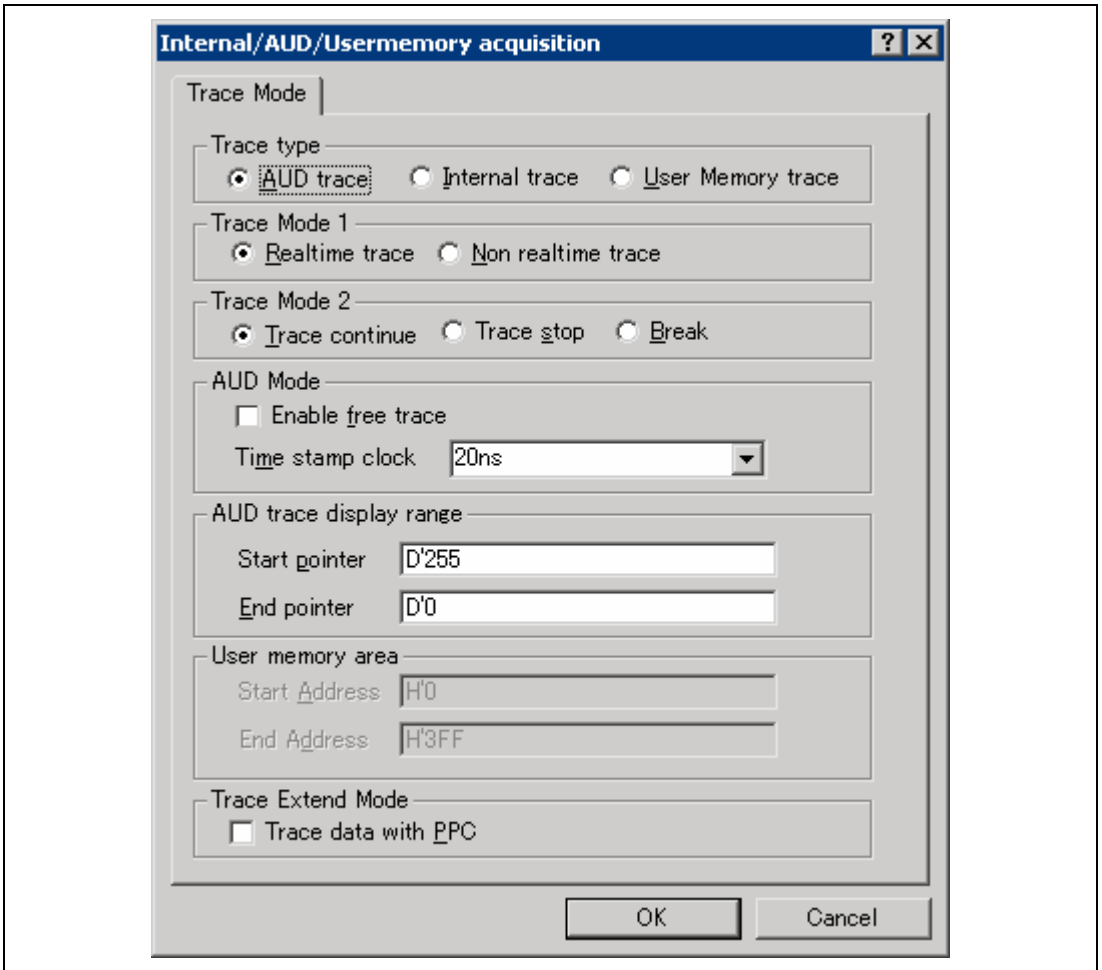 Internal/AUD/Usermemory acquisition
Trace Mode
Trace type
AUD trace Internal trace User Memory trace
Trace Mode 1
Realtime trace Non realtime trace
Trace Mode 2
Trace continue Trace stop Break
AUD Mode
Enable free trace
Time stamp clock 20ns
AUD trace display range
Start pointer D'255
End pointer D'0
User memory area
Start Address H'0
End Address H'3FF
Trace Extend Mode
Trace data with PPC
OK Cancel